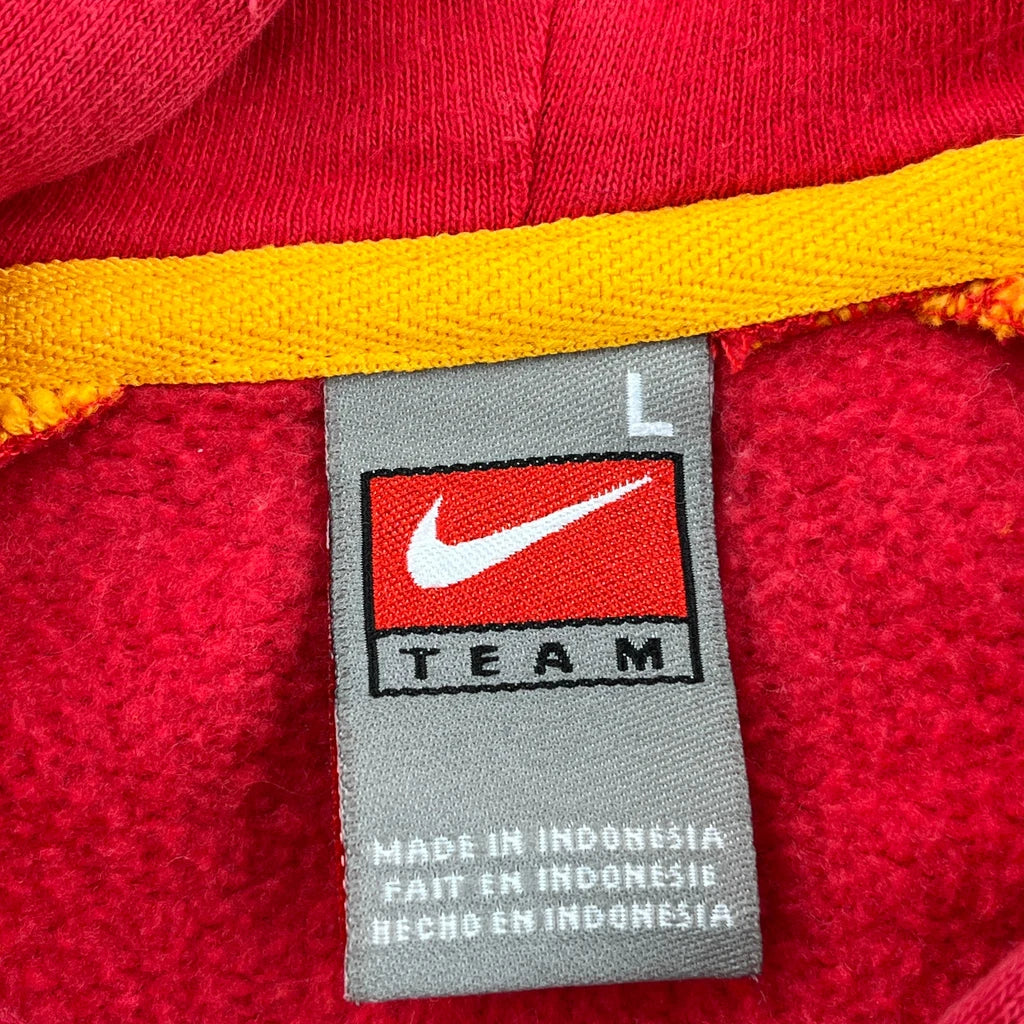 L
TEAM
MADE IN INDONESIA
FAIT EN INDONESIE
HECHO EN INDONESIA